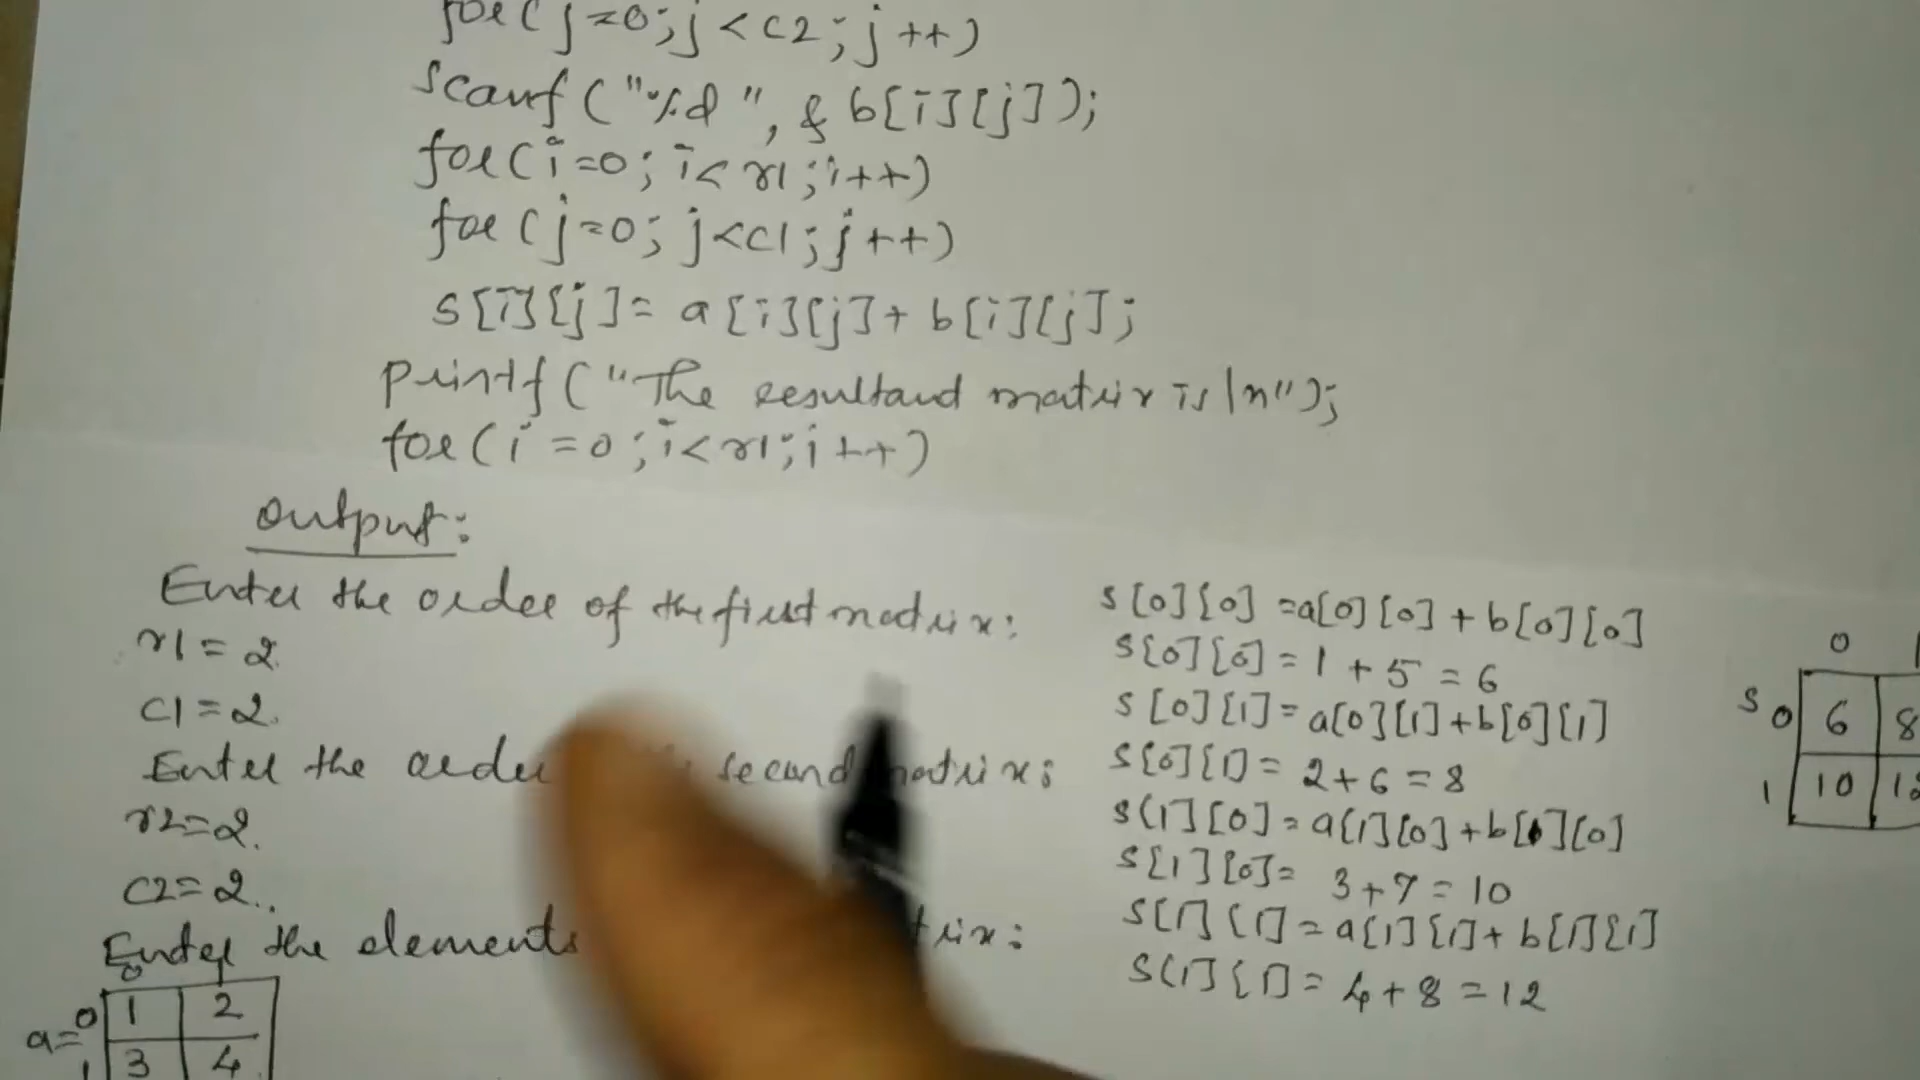 for(j=0;j<c2;j++)
scanf("%d",&b[i][j]);
for(i=0;i<r1;i++)
for(j=0;j<c1;j++)
s[i][j]=a[i][j]+b[i][j];
printf("The resultand matrix is\n");
for(i=0;i<r1;i++)
output:
Enter the order of the first matrix:
r1=2.
c1=2.
Enter the order second matrix:
r2=2.
c2=2..
Enter the elements trix:
0
0 1 2
a=
1 3 4
s[0][0]=a[0][0]+b[0][0]
s[0][0]=1+5=6
s[0][1]=a[0][1]+b[0][1]
s[0][1]=2+6=8
s[1][0]=a[1][0]+b[1][0]
s[1][0]=3+7=10
s[1][1]=a[1][1]+b[1][1]
s[1][1]=4+8=12
0 1
s 0 6 8
1 10 12